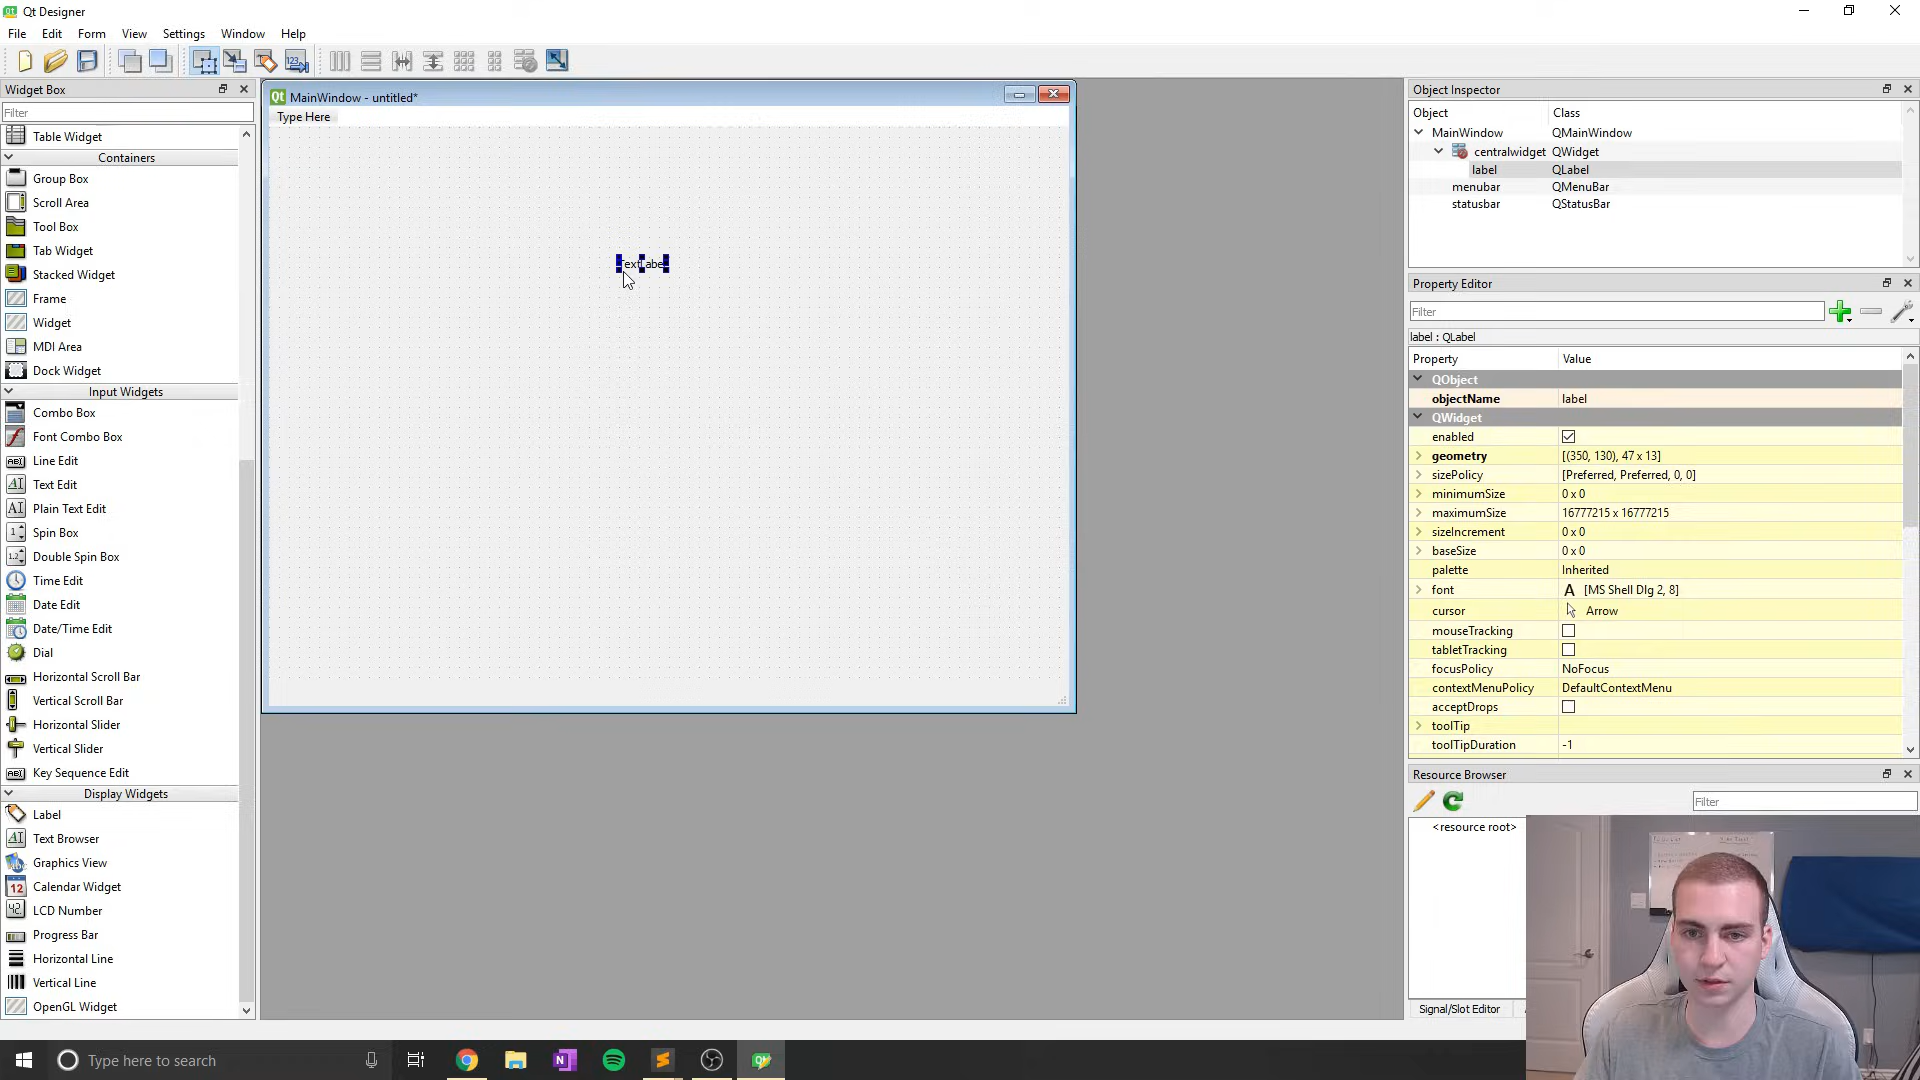 Qt Designer
File Edit Form View Settings Window Help
Widget Box
Filter
Table Widget
Containers
Group Box
Scroll Area
Tool Box
Tab Widget
Stacked Widget
Frame
Widget
MDI Area
Dock Widget
Input Widgets
Combo Box
Font Combo Box
Line Edit
Text Edit
Plain Text Edit
Spin Box
Double Spin Box
Time Edit
Date Edit
Date/Time Edit
Dial
Horizontal Scroll Bar
Vertical Scroll Bar
Horizontal Slider
Vertical Slider
Key Sequence Edit
Display Widgets
Label
Text Browser
Graphics View
Calendar Widget
LCD Number
Progress Bar
Horizontal Line
Vertical Line
OpenGL Widget
MainWindow - untitled*
Type Here
TextLabel
Object Inspector
Object Class
MainWindow QMainWindow
centralwidget QWidget
label QLabel
menubar QMenuBar
statusbar QStatusBar
Property Editor
Filter
label : QLabel
Property Value
QObject
objectName label
QWidget
enabled
geometry [(350, 130), 47 x 13]
sizePolicy [Preferred, Preferred, 0, 0]
minimumSize 0 x 0
maximumSize 16777215 x 16777215
sizeIncrement 0 x 0
baseSize 0 x 0
palette Inherited
font A [MS Shell Dlg 2, 8]
cursor Arrow
mouseTracking
tabletTracking
focusPolicy NoFocus
contextMenuPolicy DefaultContextMenu
acceptDrops
toolTip
toolTipDuration -1
Resource Browser
Filter
<resource root>
Signal/Slot Editor
Type here to search